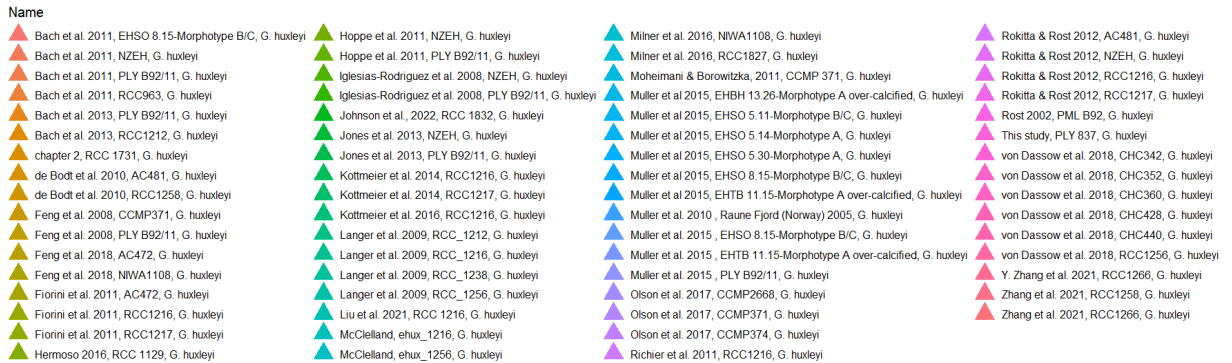 Name
Bach et al. 2011, EHSO 8.15-Morphotype B/C, G. huxleyi
Bach et al. 2011, NZEH, G. huxleyi
Bach et al. 2011, PLY B92/11, G. huxleyi
Bach et al. 2011, RCC963, G. huxleyi
Bach et al. 2013, PLY B92/11, G. huxleyi
Bach et al. 2013, RCC1212, G. huxleyi
chapter 2, RCC 1731, G. huxleyi
de Bodt et al. 2010, AC481, G. huxleyi
de Bodt et al. 2010, RCC1258, G. huxleyi
Feng et al. 2008, CCMP371, G. huxleyi
Feng et al. 2008, PLY B92/11, G. huxleyi
Feng et al. 2018, AC472, G. huxleyi
Feng et al. 2018, NIWA1108, G. huxleyi
Fiorini et al. 2011, AC472, G. huxleyi
Fiorini et al. 2011, RCC1216, G. huxleyi
Fiorini et al. 2011, RCC1217, G. huxleyi
Hermoso 2016, RCC 1129, G. huxleyi
Hoppe et al. 2011, NZEH, G. huxleyi
Hoppe et al. 2011, PLY B92/11, G. huxleyi
Iglesias-Rodriguez et al. 2008, NZEH, G. huxleyi
Iglesias-Rodriguez et al. 2008, PLY B92/11, G. huxleyi
Johnson et al., 2022, RCC 1832, G. huxleyi
Jones et al. 2013, NZEH, G. huxleyi
Jones et al. 2013, PLY B92/11, G. huxleyi
Kottmeier et al. 2014, RCC1216, G. huxleyi
Kottmeier et al. 2014, RCC1217, G. huxleyi
Kottmeier et al. 2016, RCC1216, G. huxleyi
Langer et al. 2009, RCC_1212, G. huxleyi
Langer et al. 2009, RCC_1216, G. huxleyi
Langer et al. 2009, RCC_1238, G. huxleyi
Langer et al. 2009, RCC_1256, G. huxleyi
Liu et al. 2021, RCC 1216, G. huxleyi
McClelland, ehux_1216, G. huxleyi
McClelland, ehux_1256, G. huxleyi
Milner et al. 2016, NIWA1108, G. huxleyi
Milner et al. 2016, RCC1827, G. huxleyi
Moheimani & Borowitzka, 2011, CCMP 371, G. huxleyi
Muller et al 2015, EHBH 13.26-Morphotype A over-calcified, G. huxleyi
Muller et al 2015, EHSO 5.11-Morphotype B/C, G. huxleyi
Muller et al 2015, EHSO 5.14-Morphotype A, G. huxleyi
Muller et al 2015, EHSO 5.30-Morphotype A, G. huxleyi
Muller et al 2015, EHSO 8.15-Morphotype B/C, G. huxleyi
Muller et al 2015, EHTB 11.15-Morphotype A over-calcified, G. huxleyi
Muller et al. 2010 , Raune Fjord (Norway) 2005, G. huxleyi
Muller et al. 2015 , EHSO 8.15-Morphotype B/C, G. huxleyi
Muller et al. 2015 , EHTB 11.15-Morphotype A over-calcified, G. huxleyi
Muller et al. 2015 , PLY B92/11, G. huxleyi
Olson et al. 2017, CCMP2668, G. huxleyi
Olson et al. 2017, CCMP371, G. huxleyi
Olson et al. 2017, CCMP374, G. huxleyi
Richier et al. 2011, RCC1216, G. huxleyi
Rokitta & Rost 2012, AC481, G. huxleyi
Rokitta & Rost 2012, NZEH, G. huxleyi
Rokitta & Rost 2012, RCC1216, G. huxleyi
Rokitta & Rost 2012, RCC1217, G. huxleyi
Rost 2002, PML B92, G. huxleyi
This study, PLY 837, G. huxleyi
von Dassow et al. 2018, CHC342, G. huxleyi
von Dassow et al. 2018, CHC352, G. huxleyi
von Dassow et al. 2018, CHC360, G. huxleyi
von Dassow et al. 2018, CHC428, G. huxleyi
von Dassow et al. 2018, CHC440, G. huxleyi
von Dassow et al. 2018, RCC1256, G. huxleyi
Y. Zhang et al. 2021, RCC1266, G. huxleyi
Zhang et al. 2021, RCC1258, G. huxleyi
Zhang et al. 2021, RCC1266, G. huxleyi